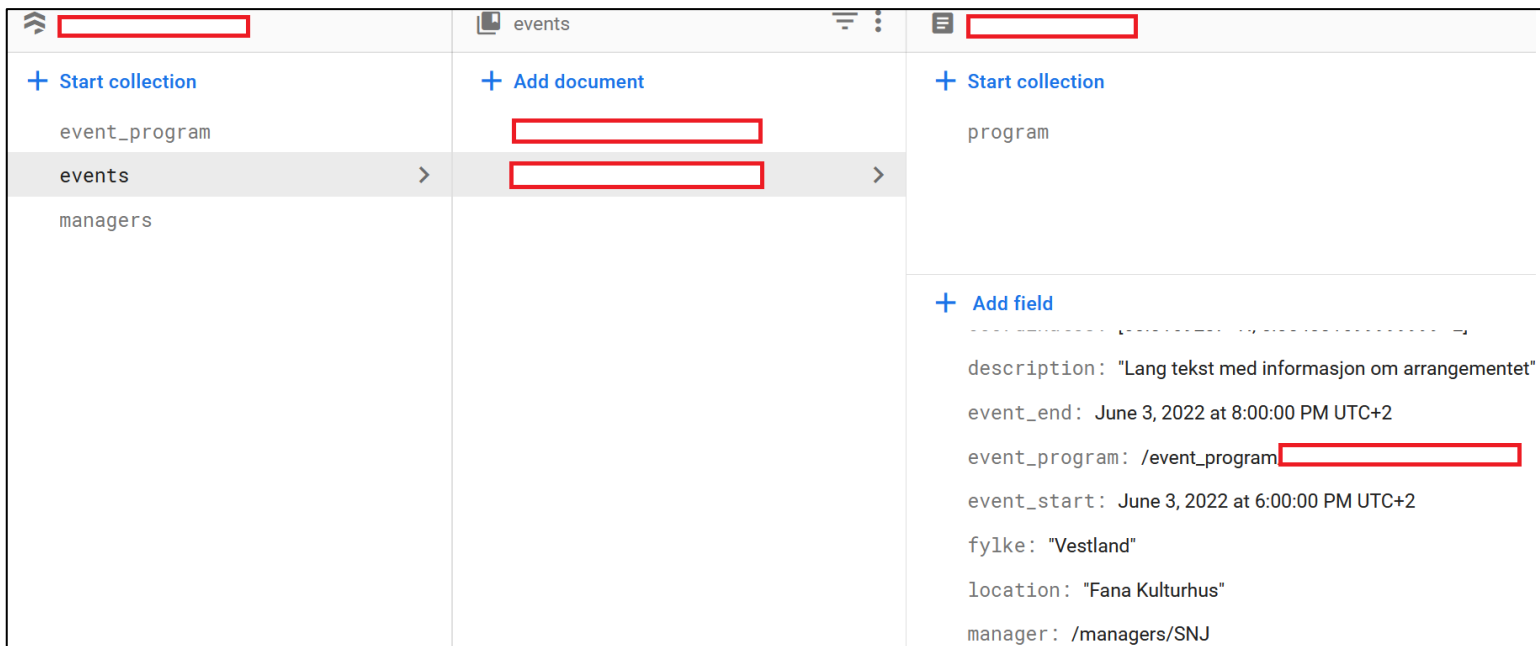 events
Start collection
event_program
events
managers
Add document
Start collection
program
Add field
description: "Lang tekst med informasjon om arrangementet"
event_end: June 3, 2022 at 8:00:00 PM UTC+2
event_program: /event_program
event_start: June 3, 2022 at 6:00:00 PM UTC+2
fylke: "Vestland"
location: "Fana Kulturhus"
manager: /managers/SNJ